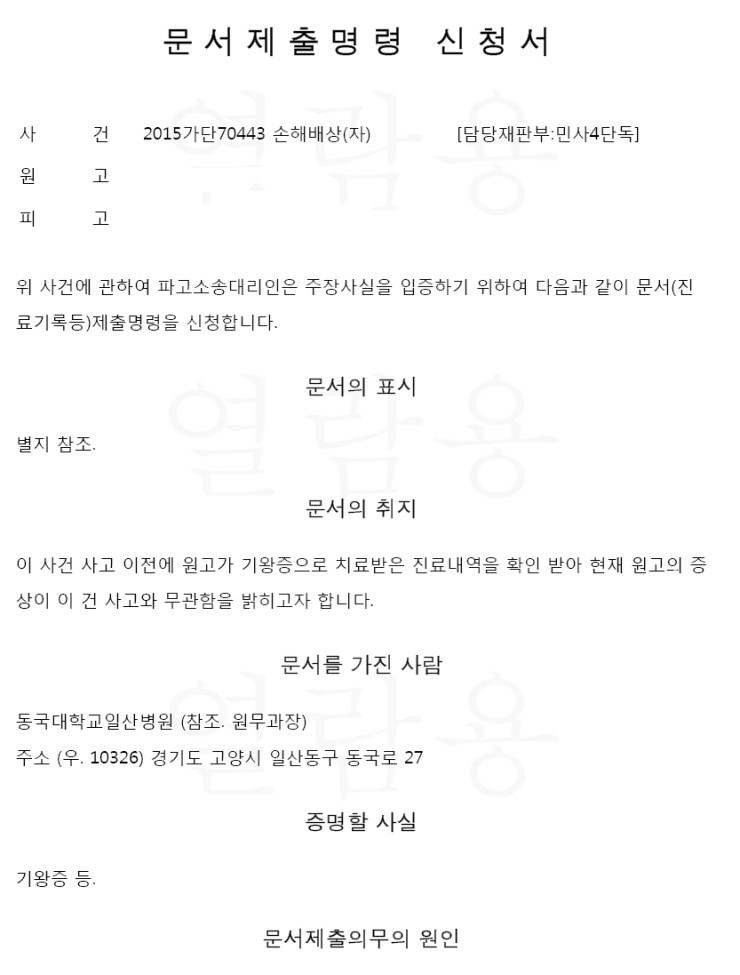 문서제출명령 신청서
사 건 2015가단70443 손해배상(자) [담당재판부:민사4단독]
원 고
피 고
위 사건에 관하여 파고소송대리인은 주장사실을 입증하기 위하여 다음과 같이 문서(진
료기록등)제출명령을 신청합니다.
문서의 표시
별지 참조.
문서의 취지
이 사건 사고 이전에 원고가 기왕증으로 치료받은 진료내역을 확인 받아 현재 원고의 증
상이 이 건 사고와 무관함을 밝히고자 합니다.
문서를 가진 사람
동국대학교일산병원 (참조. 원무과장)
주소 (우. 10326) 경기도 고양시 일산동구 동국로 27
증명할 사실
기왕증 등.
문서제출의무의 원인
열람용
열람용
열람용